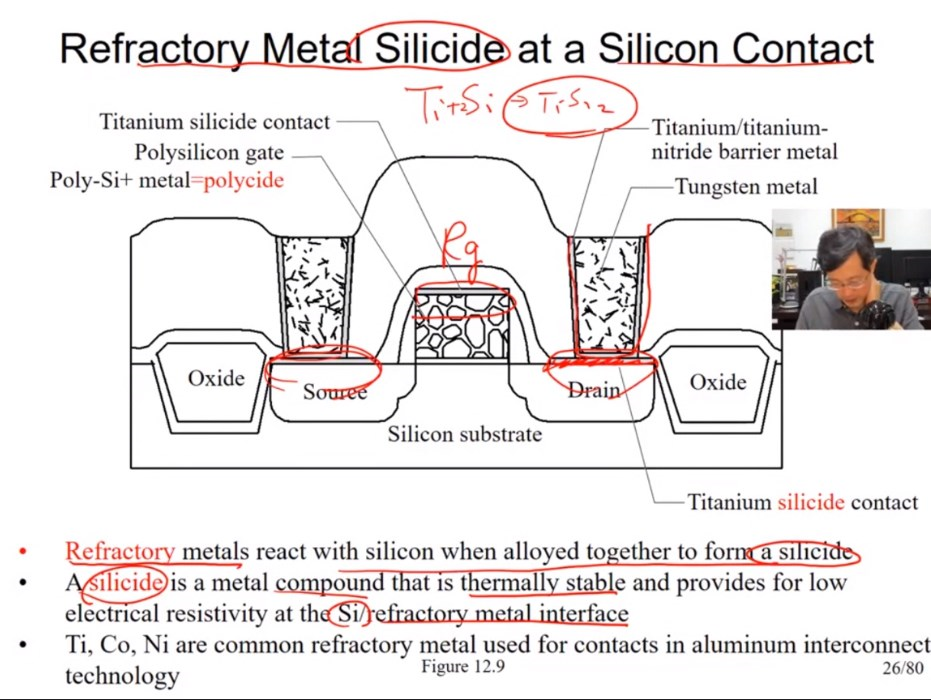 Refractory Metal Silicide at a Silicon Contact
Ti+2Si → TiSi2
Titanium silicide contact
Polysilicon gate
Poly-Si+ metal=polycide
Titanium/titanium-
nitride barrier metal
Tungsten metal
Rg
Oxide
Source
Drain
Oxide
Silicon substrate
Titanium silicide contact
• Refractory metals react with silicon when alloyed together to form a silicide
• A silicide is a metal compound that is thermally stable and provides for low
electrical resistivity at the Si/refractory metal interface
• Ti, Co, Ni are common refractory metal used for contacts in aluminum interconnect
technology
Figure 12.9
26/80